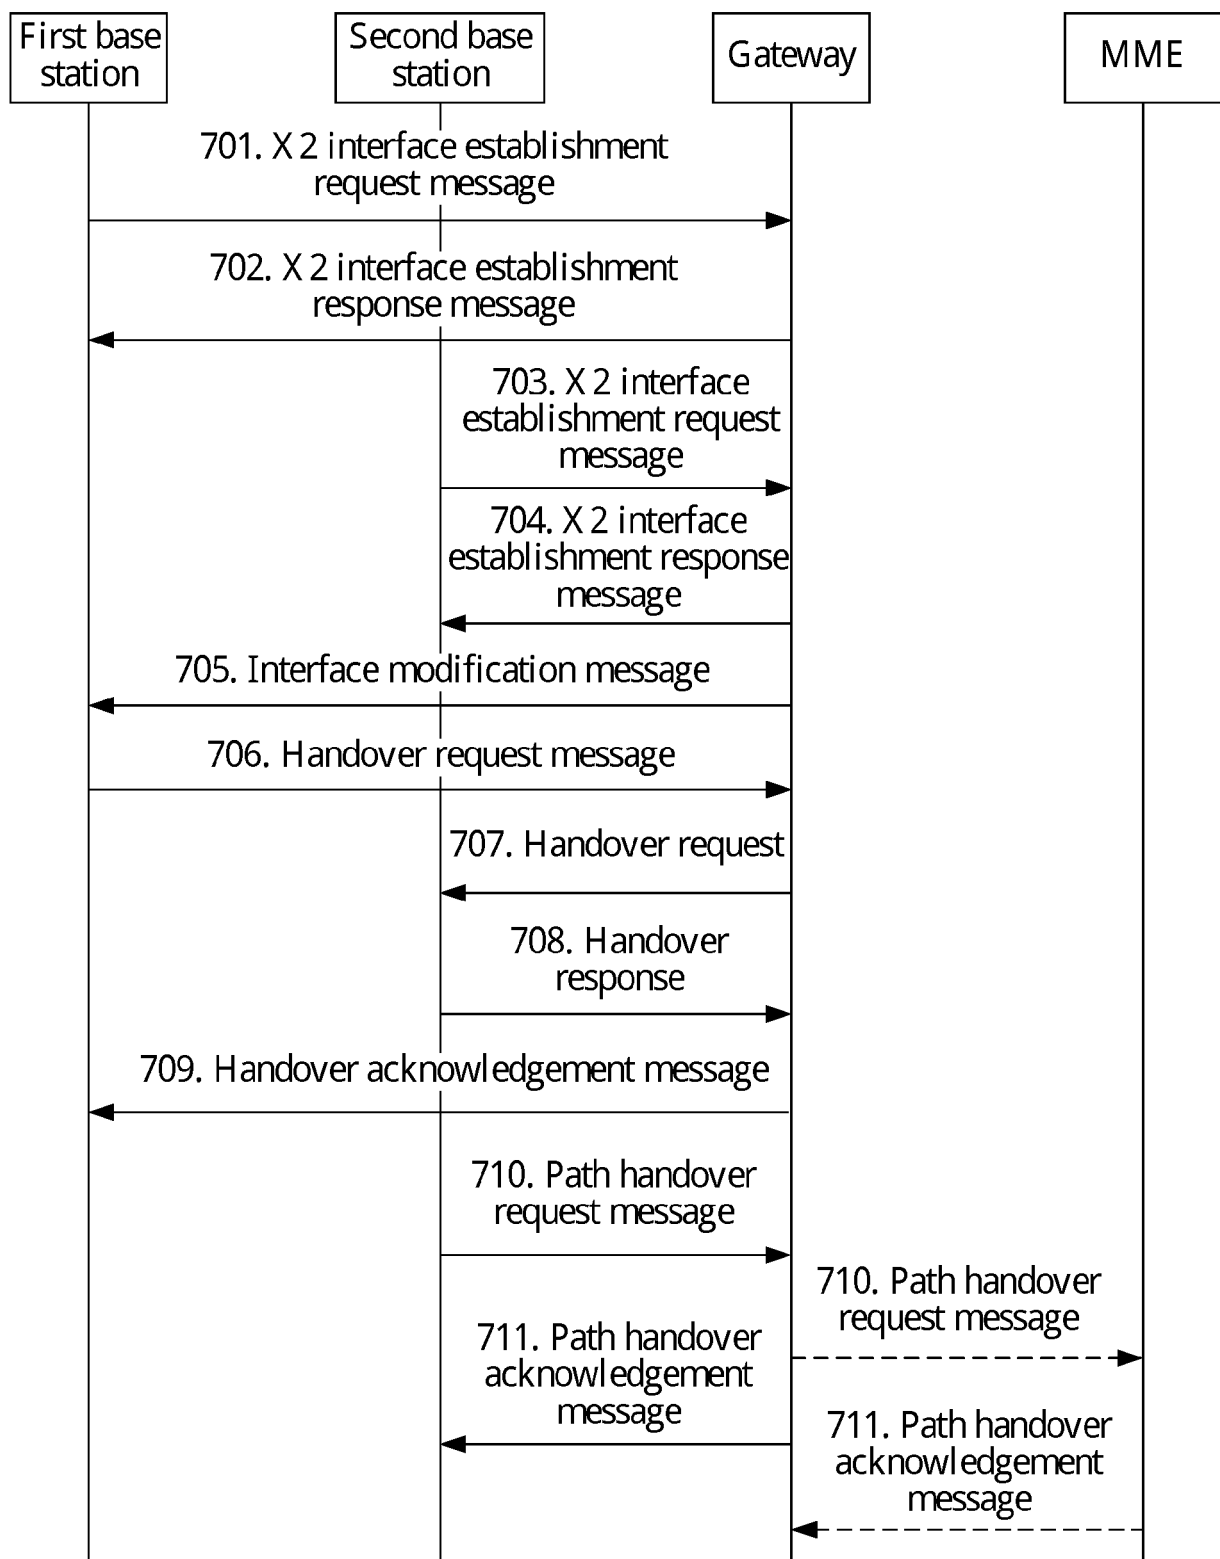 First base
station
Second base
station
Gateway
MME
701. X 2 interface establishment
request message
702. X 2 interface establishment
response message
703. X 2 interface
establishment request
message
704. X 2 interface
establishment response
message
705. Interface modification message
706. Handover request message
707. Handover request
708. Handover
response
709. Handover acknowledgement message
710. Path handover
request message
710. Path handover
request message
711. Path handover
acknowledgement
message
711. Path handover
acknowledgement
message